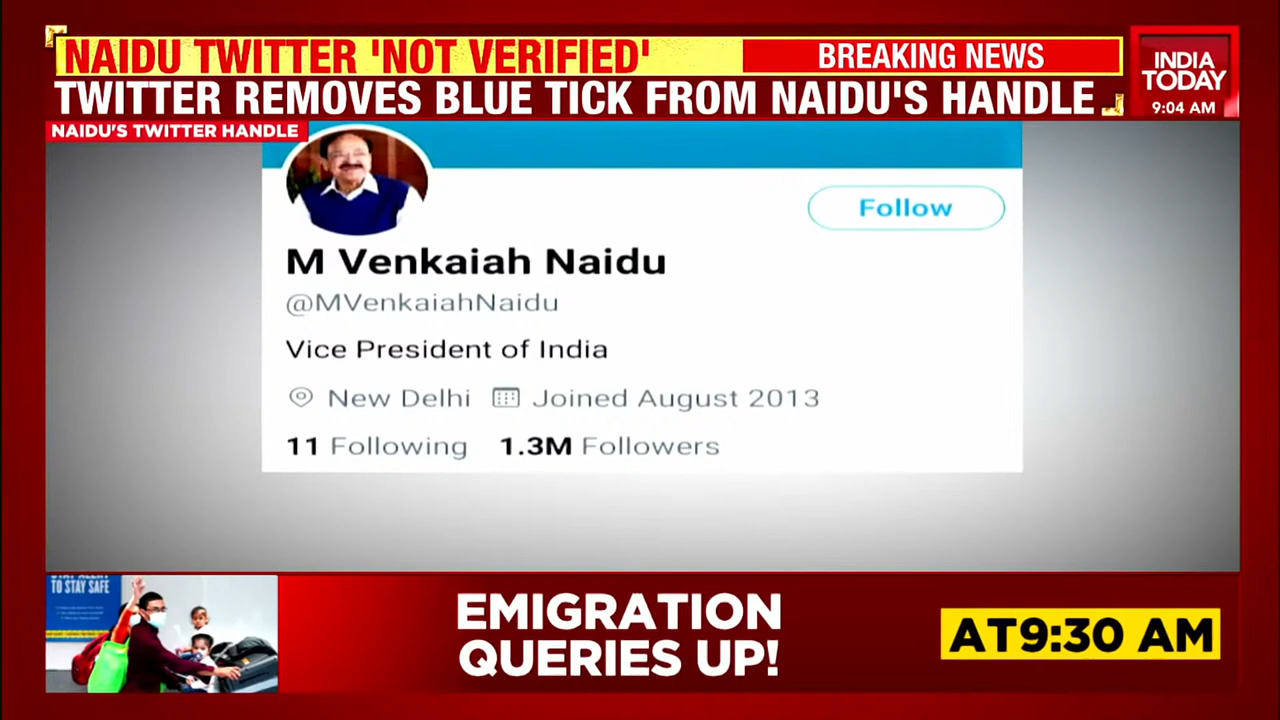 NAIDU TWITTER 'NOT VERIFIED'
BREAKING NEWS
TWITTER REMOVES BLUE TICK FROM NAIDU'S HANDLE
INDIA
TODAY
9:04 AM
NAIDU'S TWITTER HANDLE
Follow
M Venkaiah Naidu
@MVenkaiahNaidu
Vice President of India
New Delhi Joined August 2013
11 Following 1.3M Followers
TO STAY SAFE
EMIGRATION
QUERIES UP!
AT9:30 AM